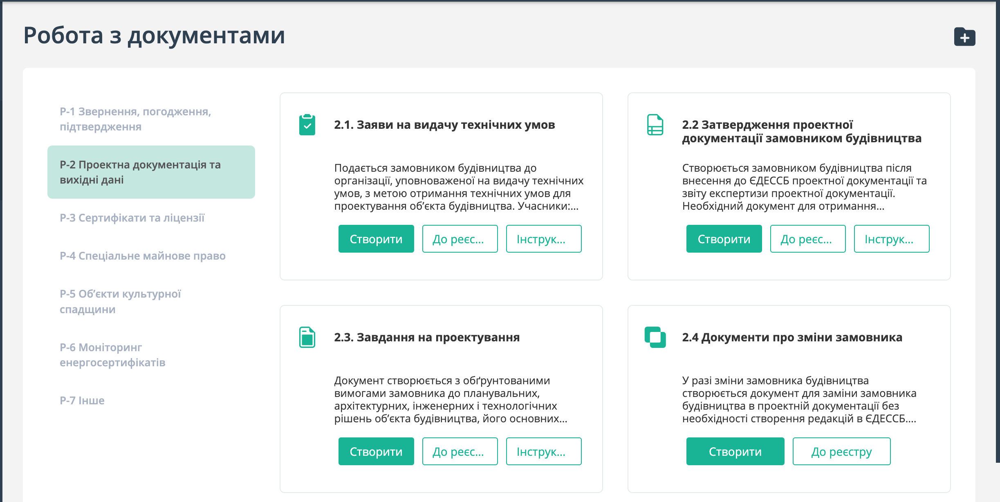 Робота з документами
Р-1 Звернення, погодження,
підтвердження
Р-2 Проектна документація та
вихідні дані
Р-3 Сертифікати та ліцензії
Р-4 Спеціальне майнове право
Р-5 Об’єкти культурної
спадщини
Р-6 Моніторинг
енергосертифікатів
Р-7 Інше
2.1. Заяви на видачу технічних умов
Подається замовником будівництва до
організації, уповноваженої на видачу технічних
умов, з метою отримання технічних умов для
проектування об’єкта будівництва. Учасники:...
Створити
До реєс...
Інструк...
2.2 Затвердження проектної
документації замовником будівництва
Створюється замовником будівництва після
внесення до ЄДЕССБ проектної документації та
звіту експертизи проектної документації.
Необхідний документ для отримання...
Створити
До реєс...
Інструк...
2.3. Завдання на проектування
Документ створюється з обґрунтованими
вимогами замовника до планувальних,
архітектурних, інженерних і технологічних
рішень об’єкта будівництва, його основних...
Створити
До реєс...
Інструк...
2.4 Документи про зміни замовника
У разі зміни замовника будівництва
створюється документ для заміни замовника
будівництва в проектній документації без
необхідності створення редакцій в ЄДЕССБ....
Створити
До реєстру